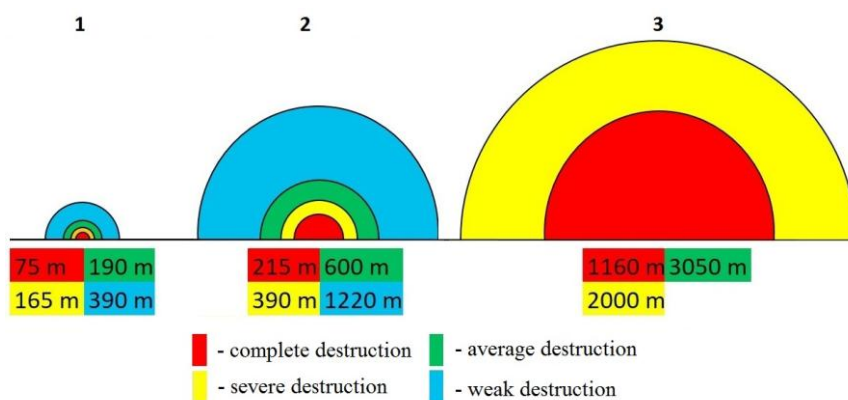 1 2 3
75 m 190 m 215 m 600 m 1160 m 3050 m
165 m 390 m 390 m 1220 m 2000 m
- complete destruction - average destruction
- severe destruction - weak destruction